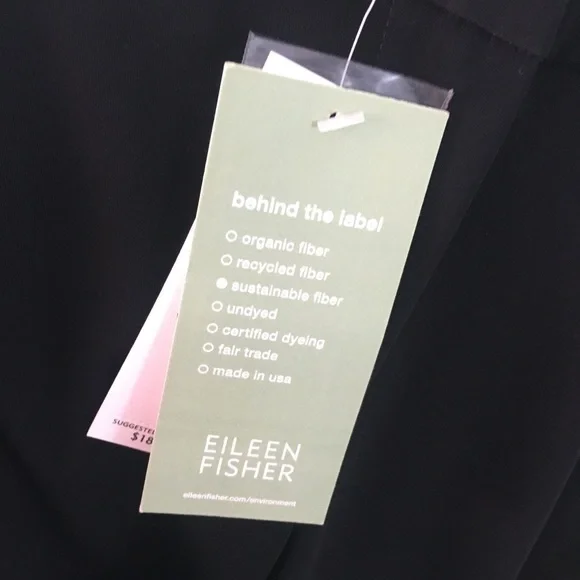 behind the label
organic fiber
recycled fiber
sustainable fiber
undyed
certified dyeing
fair trade
made in usa
EILEEN
FISHER
eileenfisher.com/environment
SUGGESTED
$18